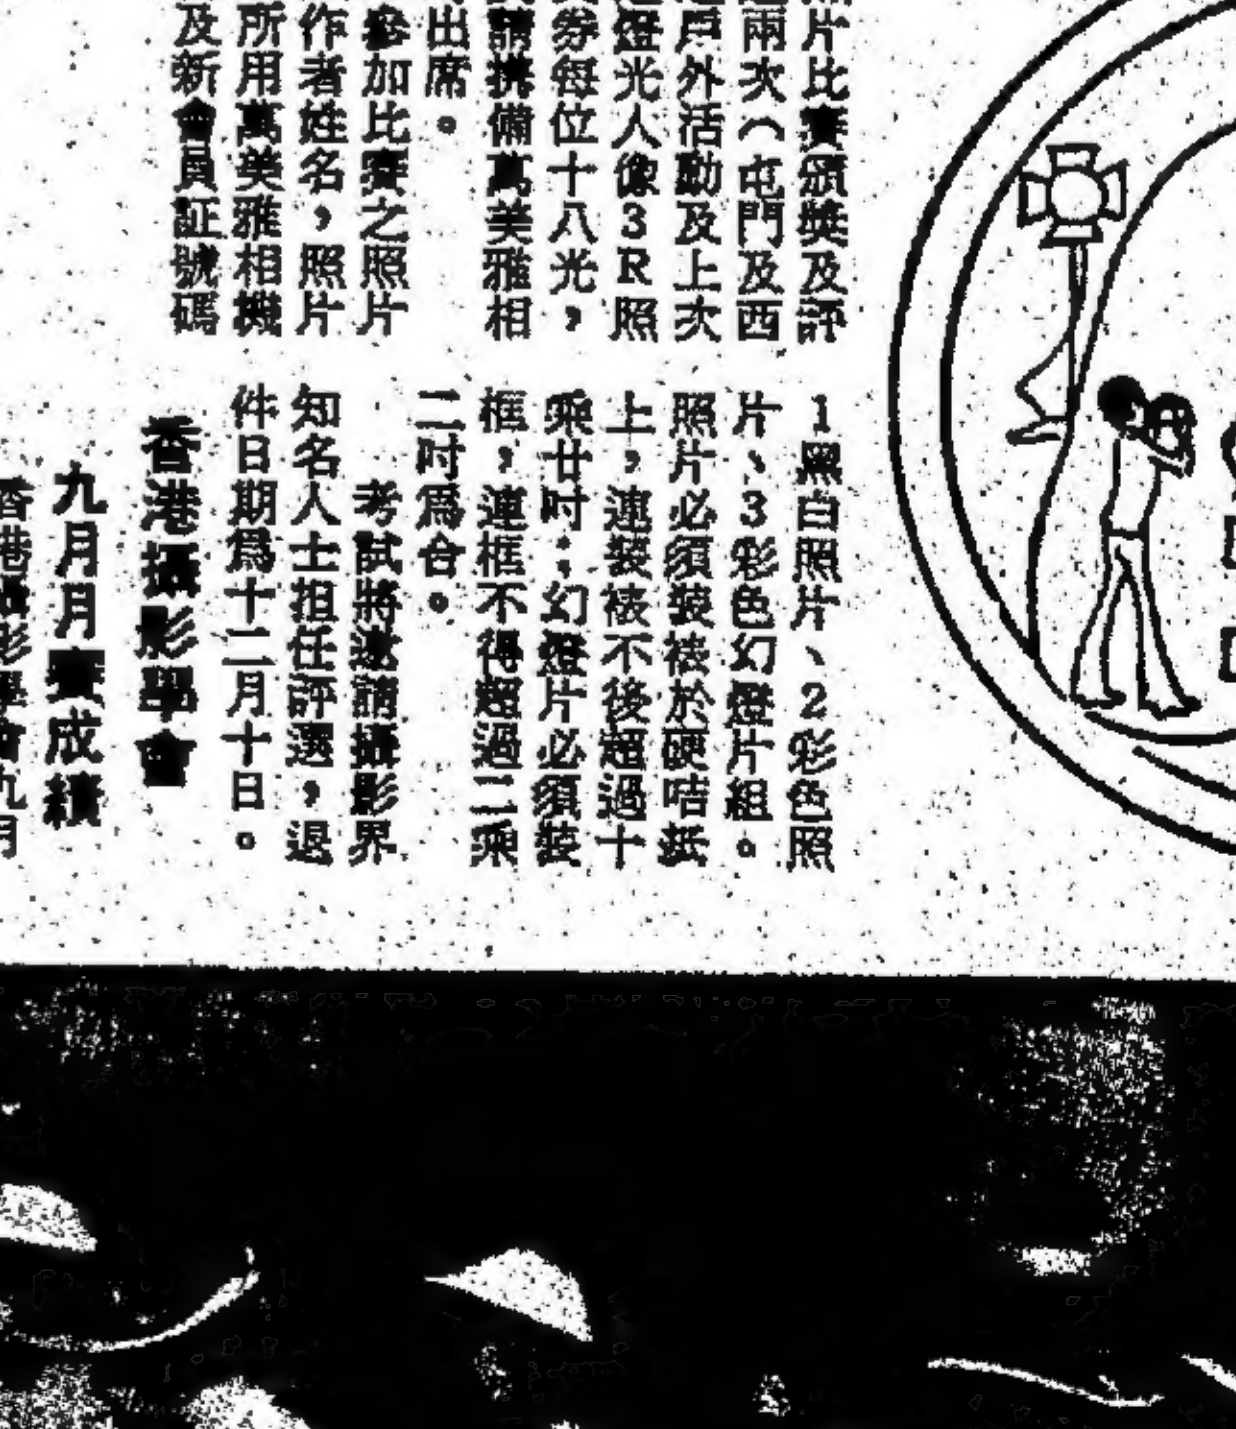 片比賽頒獎及評
兩次（屯門及西
戶外活動及上次
燈光人像3R照
券每位十八光，
請携備萬美雅相
出席。
參加比賽之照片
作者姓名，照片
所用萬美雅相機
及新會員証號碼
1黑白照片、2彩色照
片、3彩色幻燈片組。
照片必須裝裱於硬咭紙
上，連裝裱不後超過十
乘廿吋；幻燈片必須裝
框，連框不得超過二乘
二吋爲合。
考試將邀請攝影界
知名人士担任評選，退
件日期爲十二月十日。
香港攝影學會
九月月賽成績
香港攝影學會九月